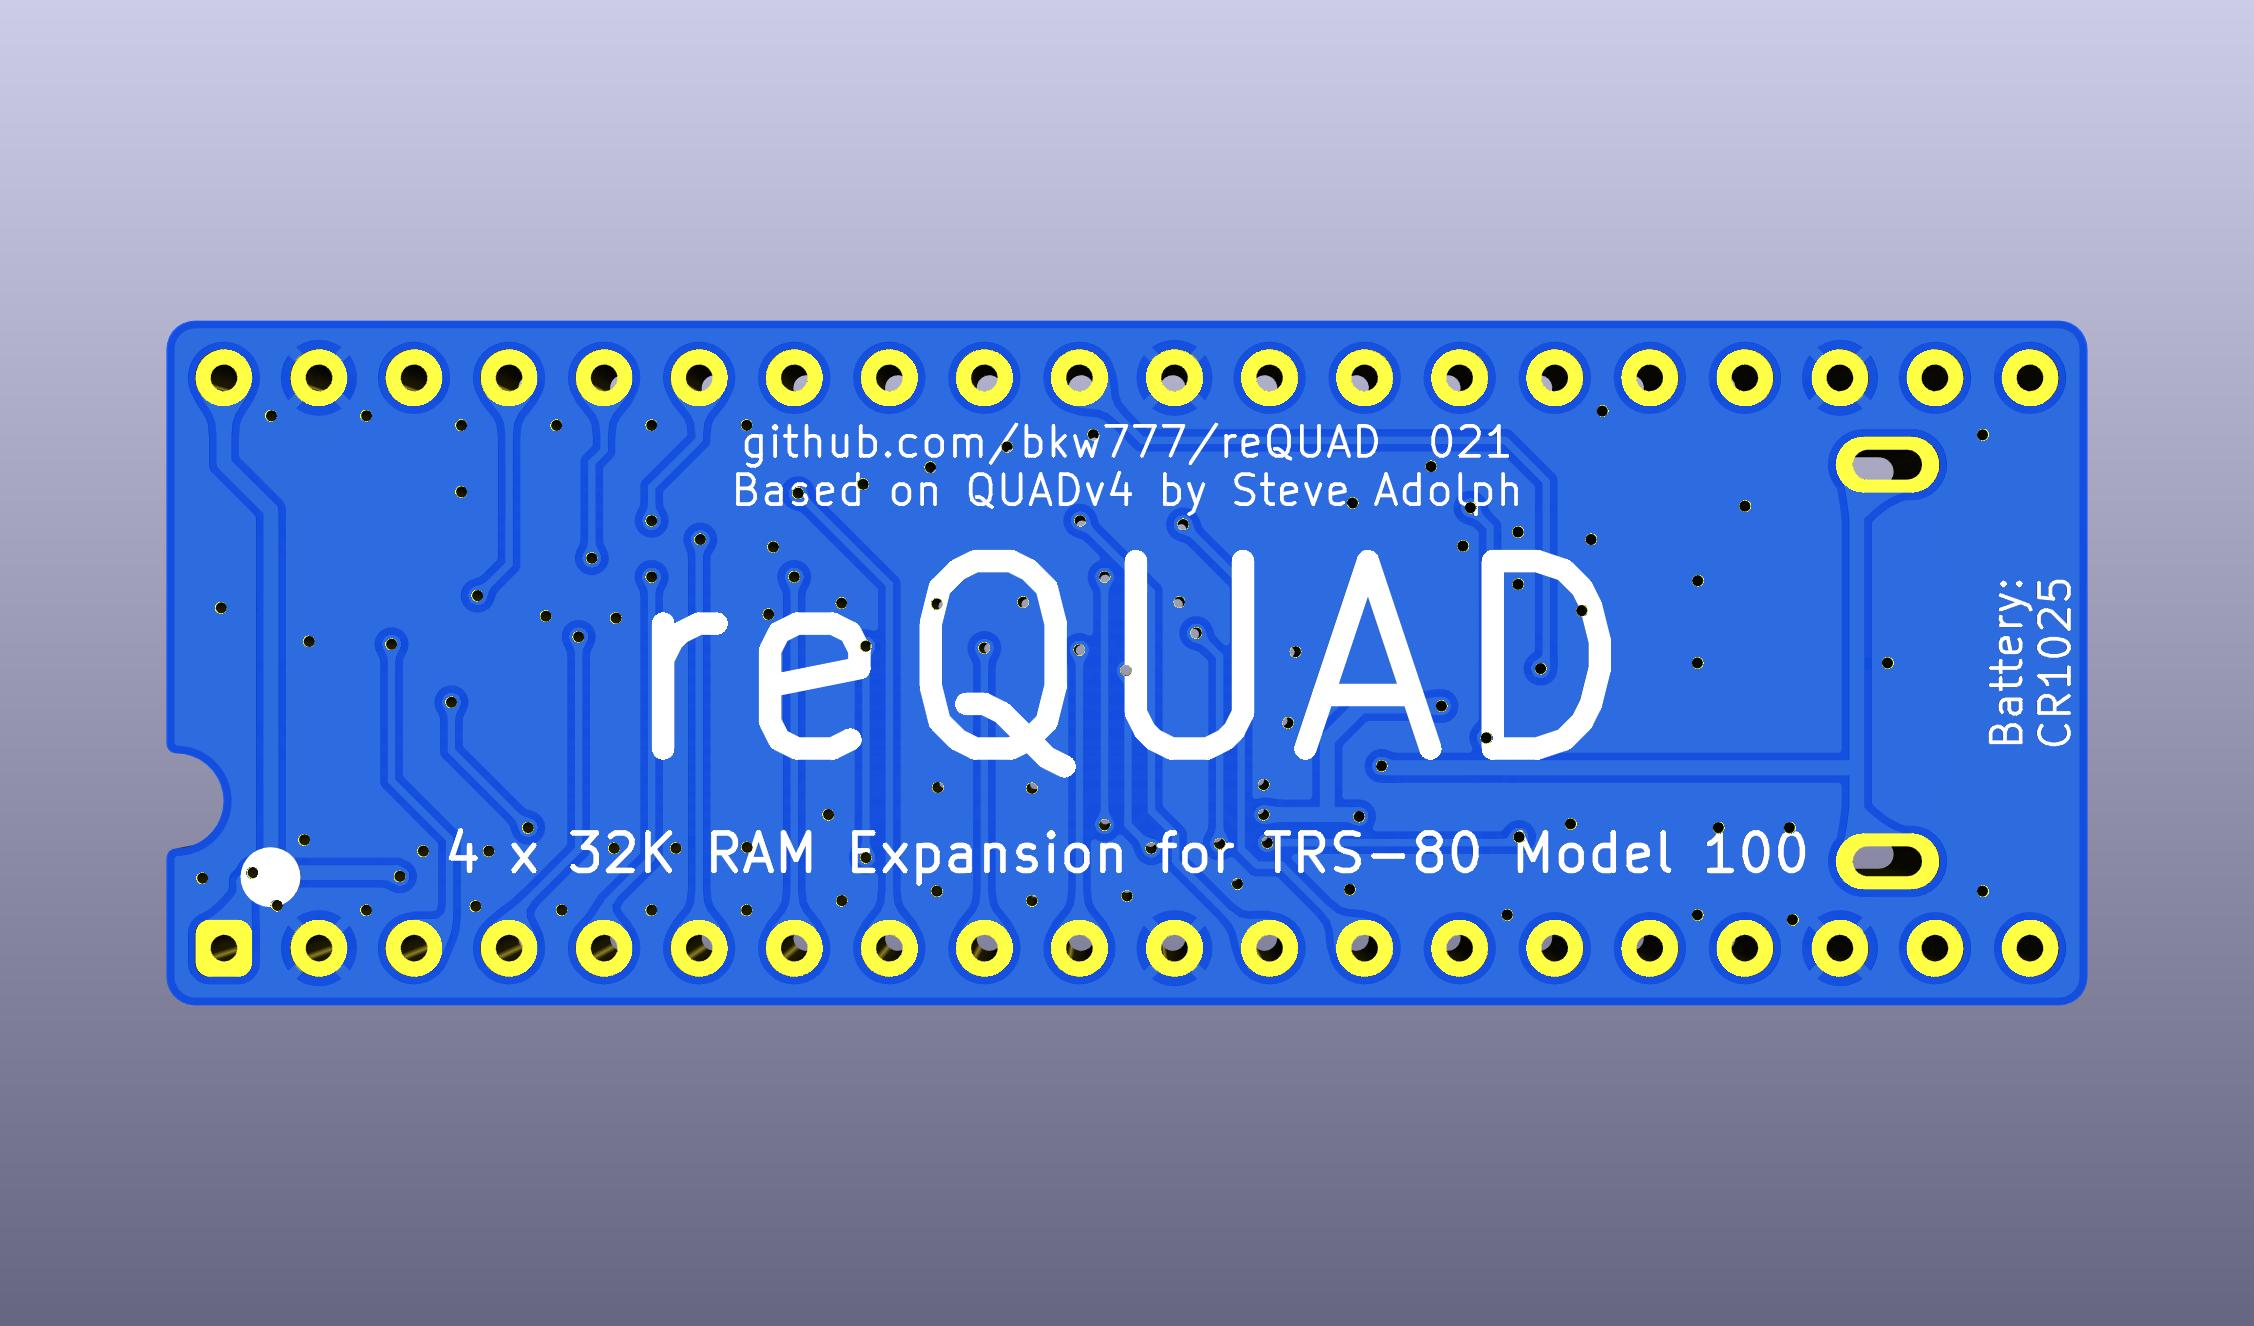 github.com/bkw777/reQUAD 021
Based on QUADv4 by Steve Adolph
reQUAD
4 x 32K RAM Expansion for TRS-80 Model 100
Battery:
CR1025